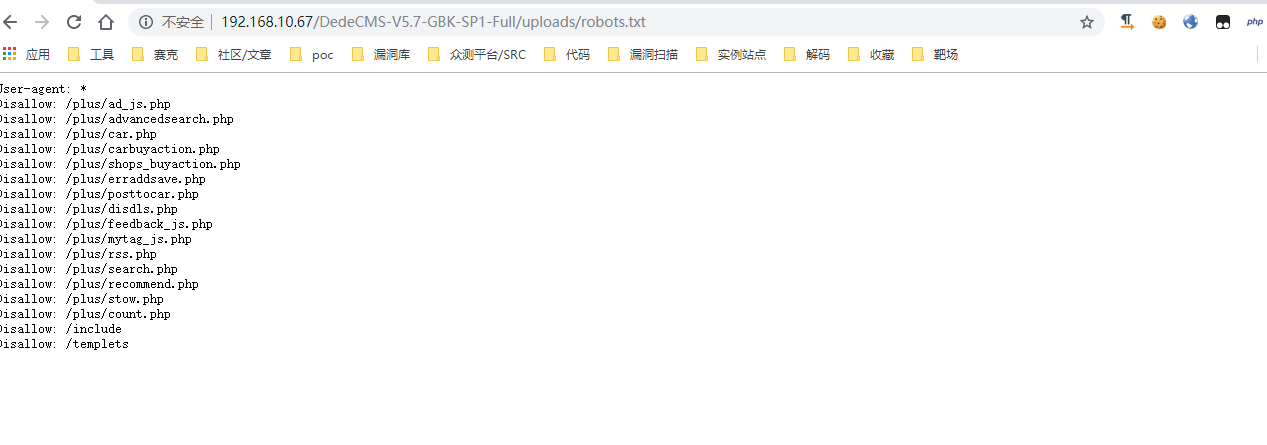 不安全 | 192.168.10.67/DedeCMS-V5.7-GBK-SP1-Full/uploads/robots.txt
php
应用 工具 赛克 社区/文章 poc 漏洞库 众测平台/SRC 代码 漏洞扫描 实例站点 解码 收藏 靶场
User-agent: *
Disallow: /plus/ad_js.php
Disallow: /plus/advancedsearch.php
Disallow: /plus/car.php
Disallow: /plus/carbuyaction.php
Disallow: /plus/shops_buyaction.php
Disallow: /plus/erraddsave.php
Disallow: /plus/posttocar.php
Disallow: /plus/disdls.php
Disallow: /plus/feedback_js.php
Disallow: /plus/mytag_js.php
Disallow: /plus/rss.php
Disallow: /plus/search.php
Disallow: /plus/recommend.php
Disallow: /plus/stow.php
Disallow: /plus/count.php
Disallow: /include
Disallow: /templets